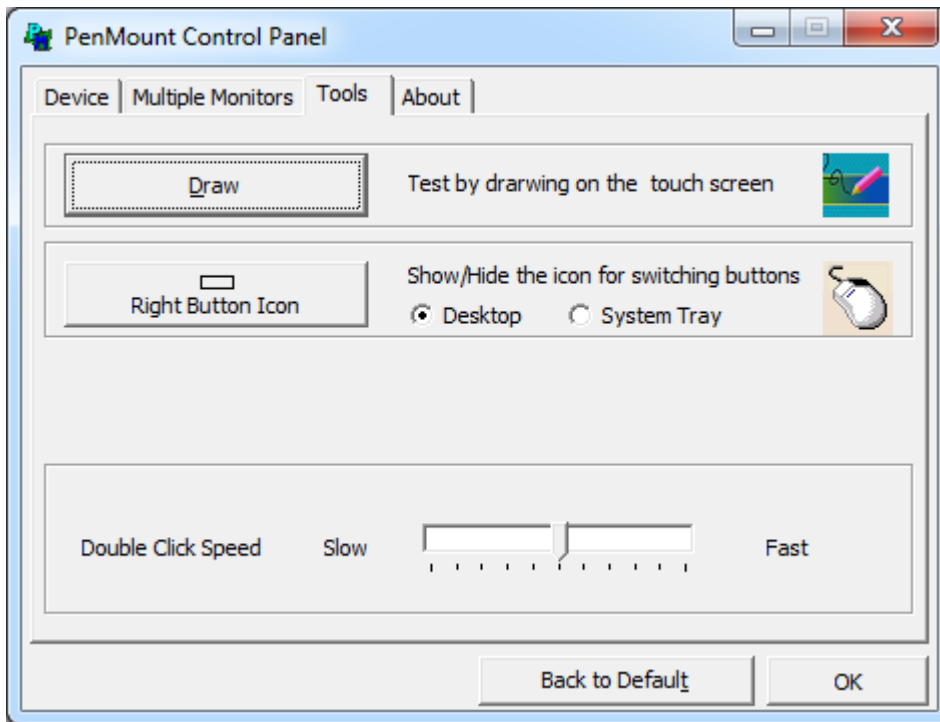 PenMount Control Panel
Device Multiple Monitors Tools About
Draw
Test by drarwing on the touch screen
Right Button Icon
Show/Hide the icon for switching buttons
Desktop System Tray
Double Click Speed Slow Fast
Back to Default OK